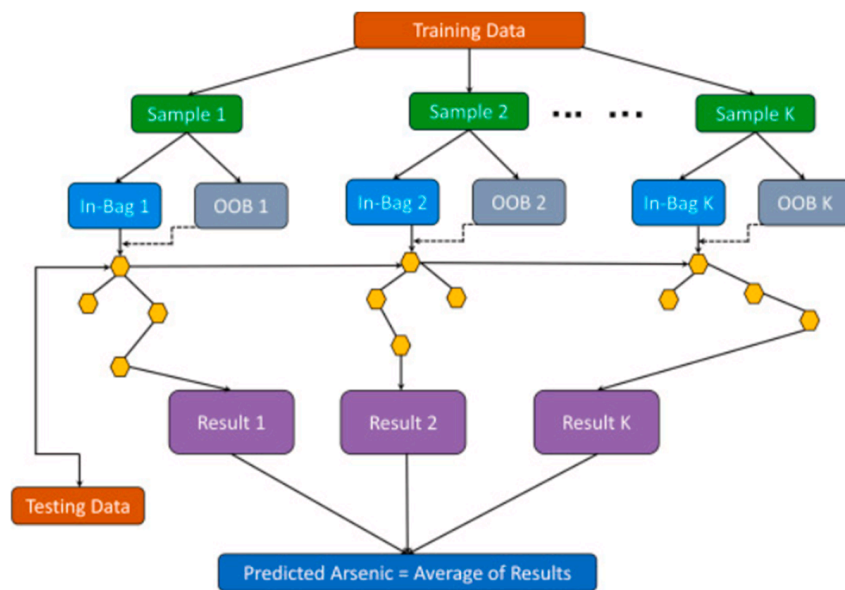 Training Data
Sample 1
Sample 2
... ...
Sample K
In-Bag 1
OOB 1
In-Bag 2
OOB 2
In-Bag K
OOB K
Result 1
Result 2
Result K
Testing Data
Predicted Arsenic = Average of Results